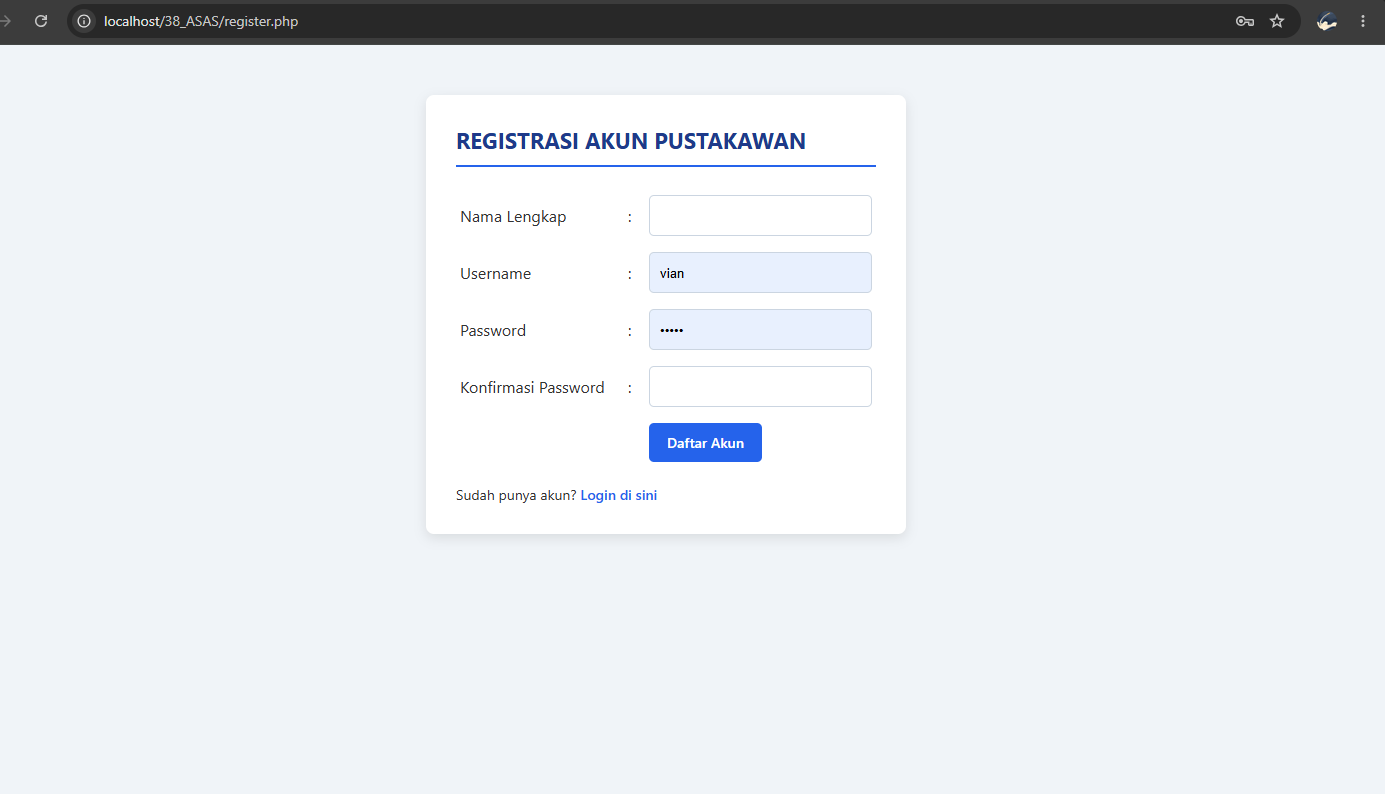 localhost/38_ASAS/register.php
REGISTRASI AKUN PUSTAKAWAN
Nama Lengkap :
Username : vian
Password : •••••
Konfirmasi Password :
Daftar Akun
Sudah punya akun? Login di sini